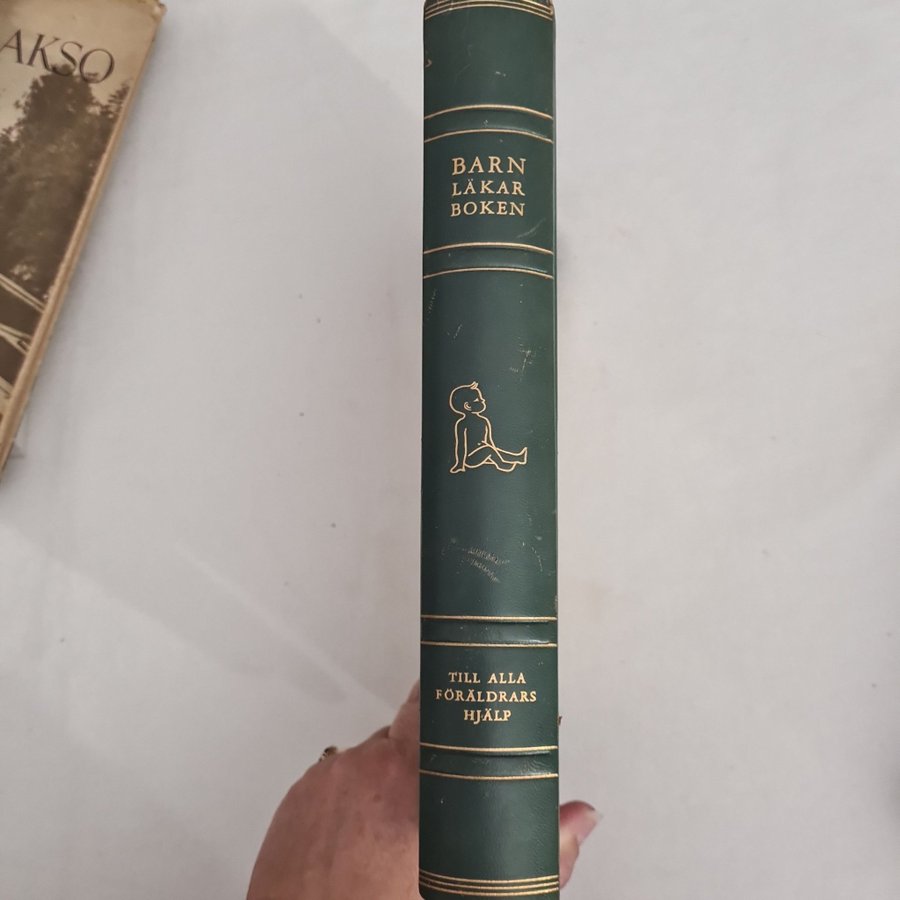 AKSO
BARN
LÄKAR
BOKEN
TILL ALLA
FÖRÄLDRARS
HJÄLP